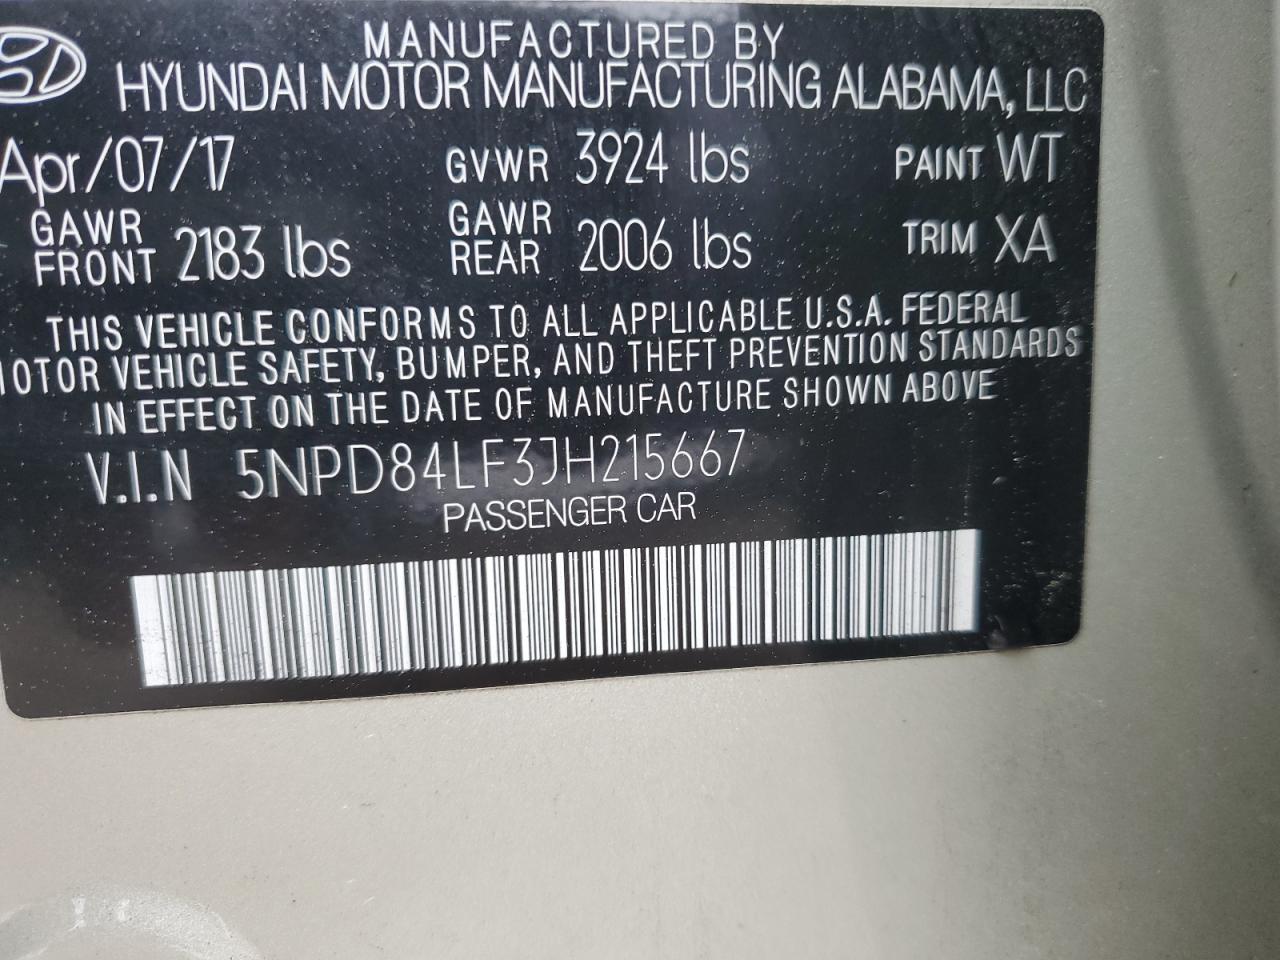 MANUFACTURED BY
HYUNDAI MOTOR MANUFACTURING ALABAMA, LLC
Apr/07/17 GVWR 3924 lbs PAINT WT
GAWR FRONT 2183 lbs GAWR REAR 2006 lbs TRIM XA
THIS VEHICLE CONFORMS TO ALL APPLICABLE U.S.A. FEDERAL
MOTOR VEHICLE SAFETY, BUMPER, AND THEFT PREVENTION STANDARDS
IN EFFECT ON THE DATE OF MANUFACTURE SHOWN ABOVE
V.I.N 5NPD84LF3JH215667
PASSENGER CAR